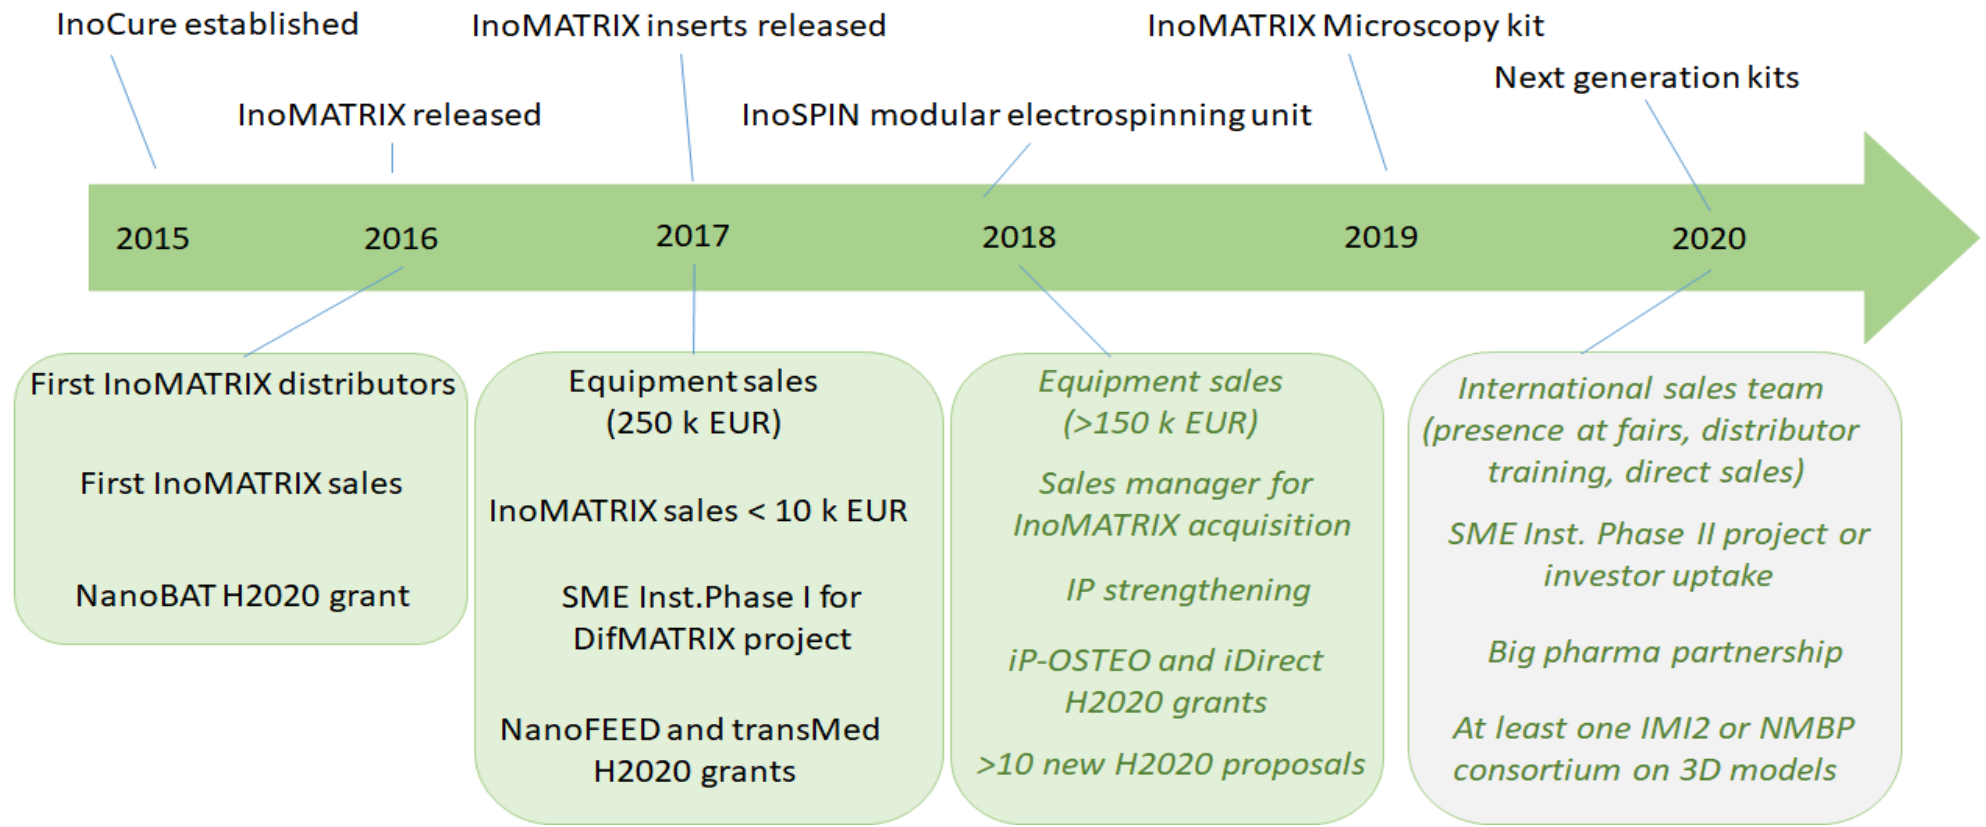 InoCure established
InoMATRIX inserts released
InoMATRIX Microscopy kit
Next generation kits
InoMATRIX released
InoSPIN modular electrospinning unit
2015
2016
2017
2018
2019
2020
First InoMATRIX distributors
First InoMATRIX sales
NanoBAT H2020 grant
Equipment sales
(250 k EUR)
InoMATRIX sales < 10 k EUR
SME Inst.Phase I for
DifMATRIX project
NanoFEED and transMed
H2020 grants
Equipment sales
(>150 k EUR)
Sales manager for
InoMATRIX acquisition
IP strengthening
iP-OSTEO and iDirect
H2020 grants
>10 new H2020 proposals
International sales team
(presence at fairs, distributor
training, direct sales)
SME Inst. Phase II project or
investor uptake
Big pharma partnership
At least one IMI2 or NMBP
consortium on 3D models